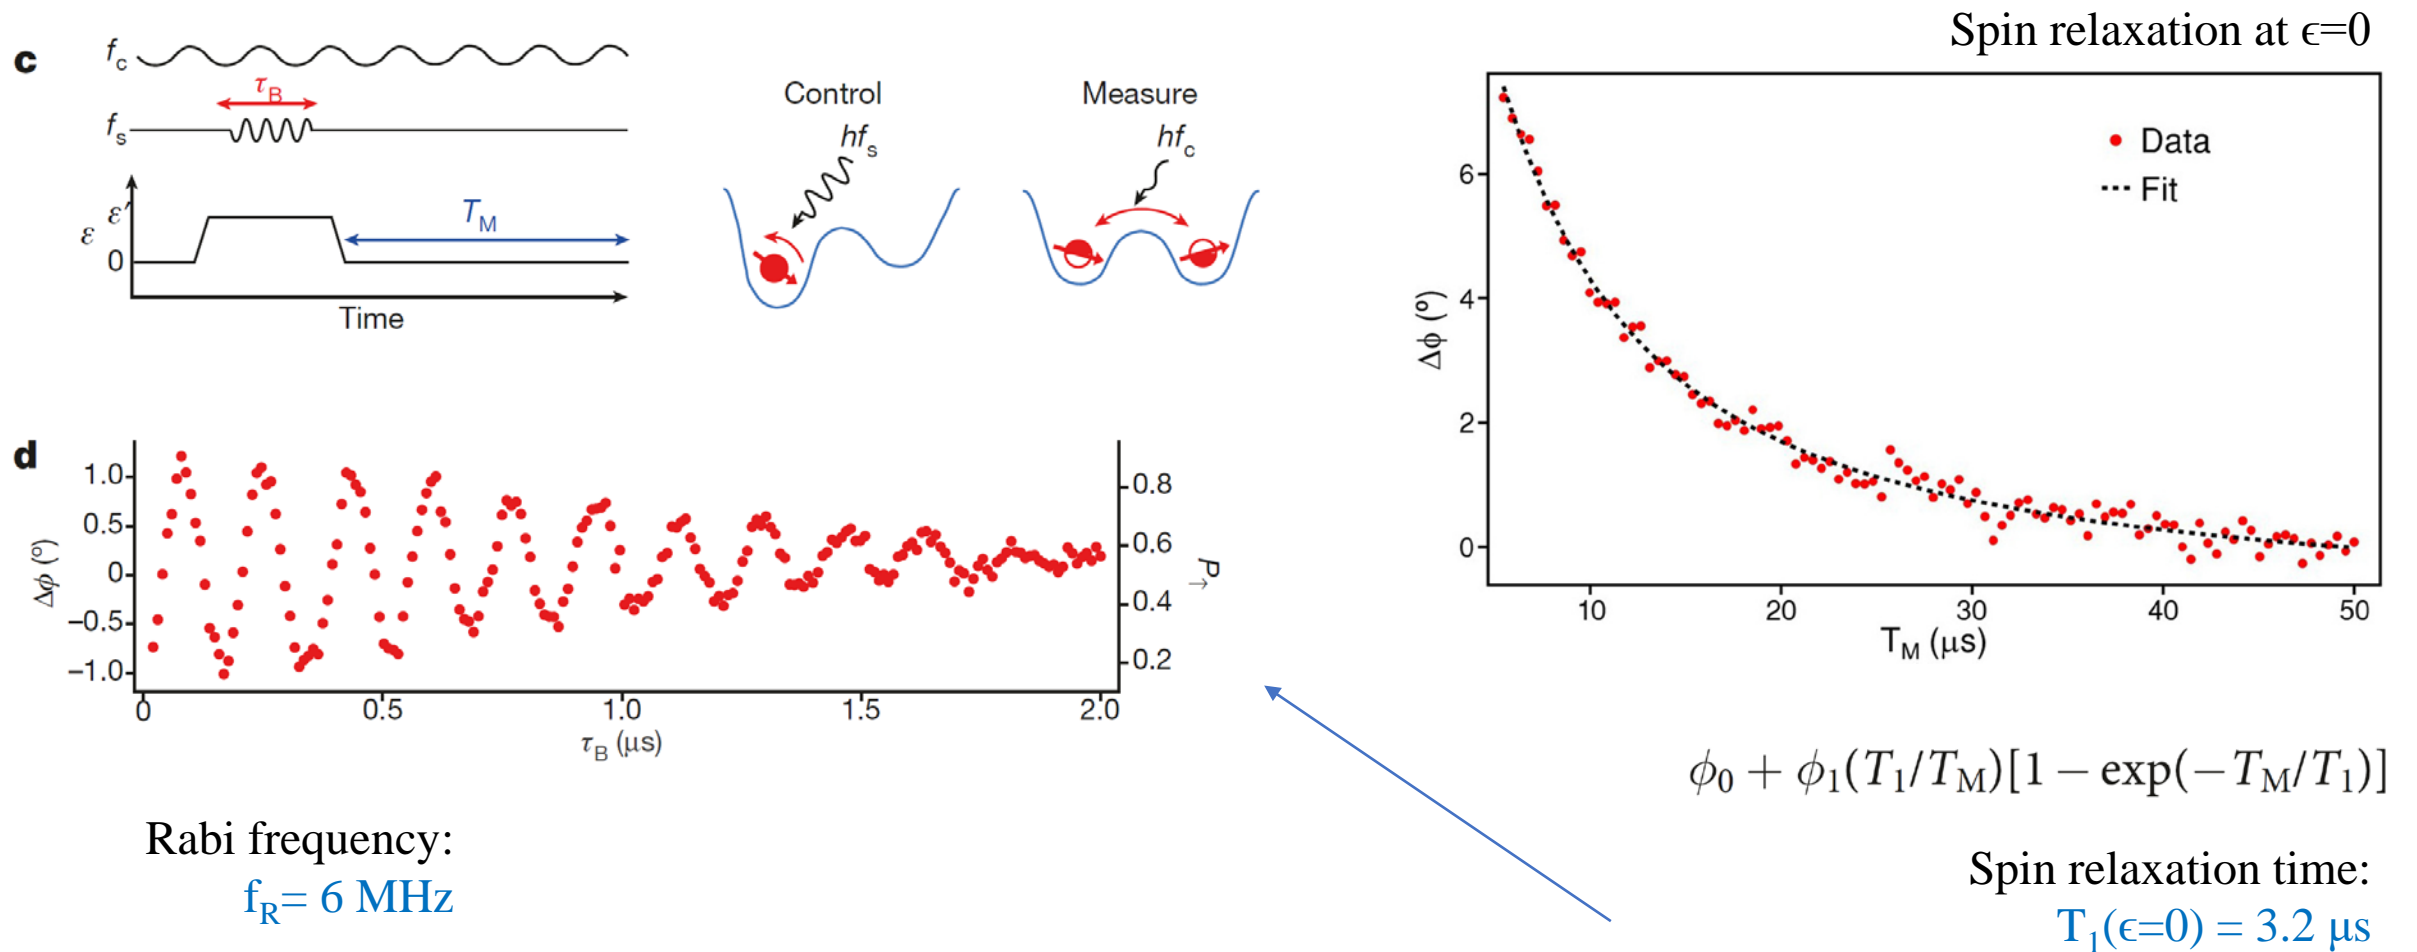 Spin relaxation at ϵ=0
c
f_c
τ_B
f_s
ε′
ε
0
T_M
Time
Control
hf_s
Measure
hf_c
Data
Fit
6
4
2
0
Δϕ (º)
10
20
30
40
50
T_M (μs)
d
1.0
0.5
0
–0.5
–1.0
Δϕ (º)
0.8
0.6
0.4
0.2
P_↑
0
0.5
1.0
1.5
2.0
τ_B (μs)
ϕ_0 + ϕ_1(T_1/T_M)[1 − exp(−T_M/T_1)]
Rabi frequency:
f_R= 6 MHz
Spin relaxation time:
T_1(ϵ=0) = 3.2 μs